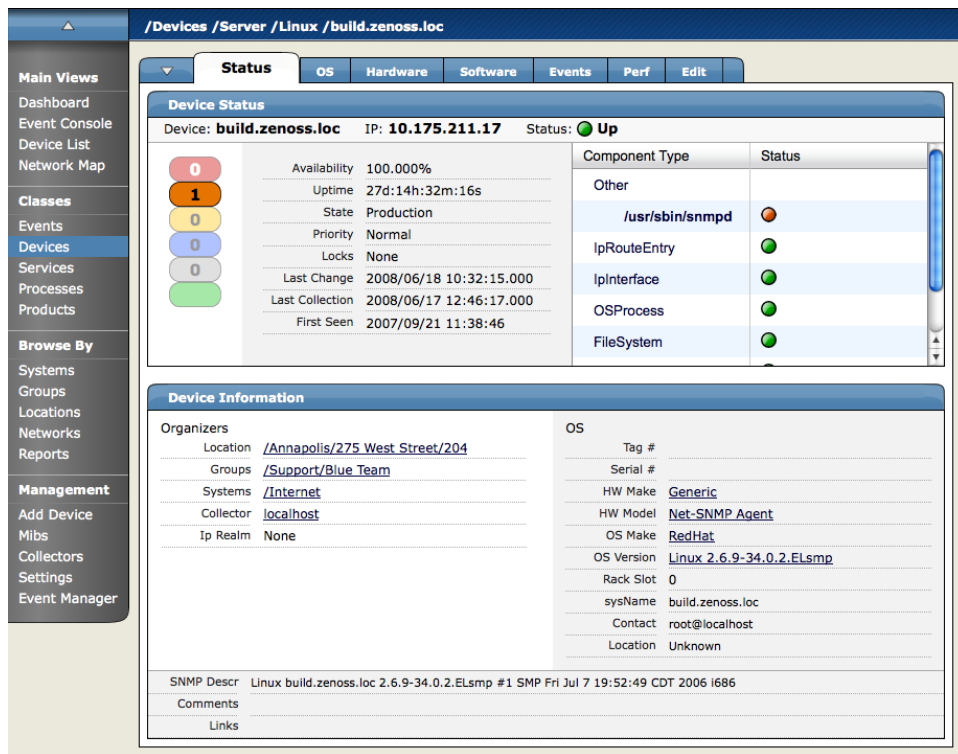 /Devices /Server /Linux /build.zenoss.loc
Main Views
Dashboard
Event Console
Device List
Network Map
Classes
Events
Devices
Services
Processes
Products
Browse By
Systems
Groups
Locations
Networks
Reports
Management
Add Device
Mibs
Collectors
Settings
Event Manager
Status OS Hardware Software Events Perf Edit
Device Status
Device: build.zenoss.loc IP: 10.175.211.17 Status: Up
0
1
0
0
0
Availability 100.000%
Uptime 27d:14h:32m:16s
State Production
Priority Normal
Locks None
Last Change 2008/06/18 10:32:15.000
Last Collection 2008/06/17 12:46:17.000
First Seen 2007/09/21 11:38:46
Component Type Status
Other
/usr/sbin/snmpd
IpRouteEntry
IpInterface
OSProcess
FileSystem
Device Information
Organizers
Location /Annapolis/275 West Street/204
Groups /Support/Blue Team
Systems /Internet
Collector localhost
Ip Realm None
OS
Tag #
Serial #
HW Make Generic
HW Model Net-SNMP Agent
OS Make RedHat
OS Version Linux 2.6.9-34.0.2.ELsmp
Rack Slot 0
sysName build.zenoss.loc
Contact root@localhost
Location Unknown
SNMP Descr Linux build.zenoss.loc 2.6.9-34.0.2.ELsmp #1 SMP Fri Jul 7 19:52:49 CDT 2006 i686
Comments
Links